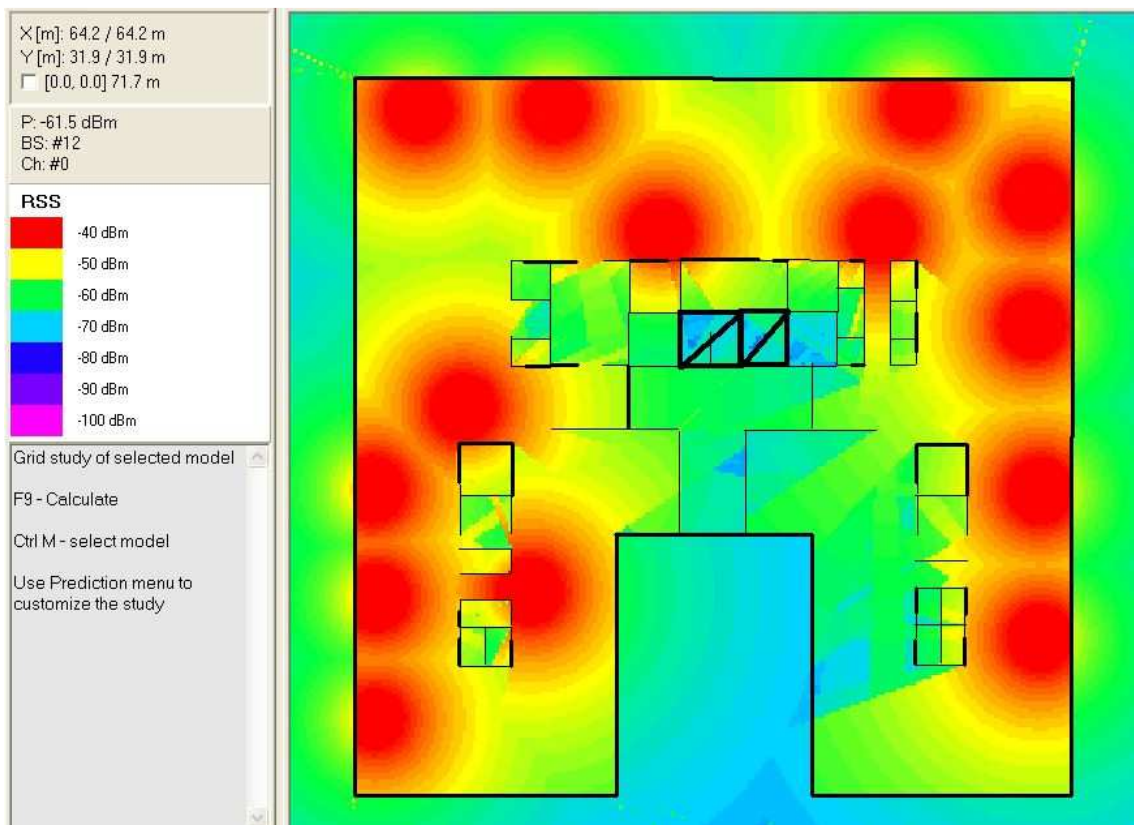 X [m]: 64.2 / 64.2 m
Y [m]: 31.9 / 31.9 m
[0.0, 0.0] 71.7 m
P: -61.5 dBm
BS: #12
Ch: #0
RSS
-40 dBm
-50 dBm
-60 dBm
-70 dBm
-80 dBm
-90 dBm
-100 dBm
Grid study of selected model
F9 - Calculate
Ctrl M - select model
Use Prediction menu to
customize the study